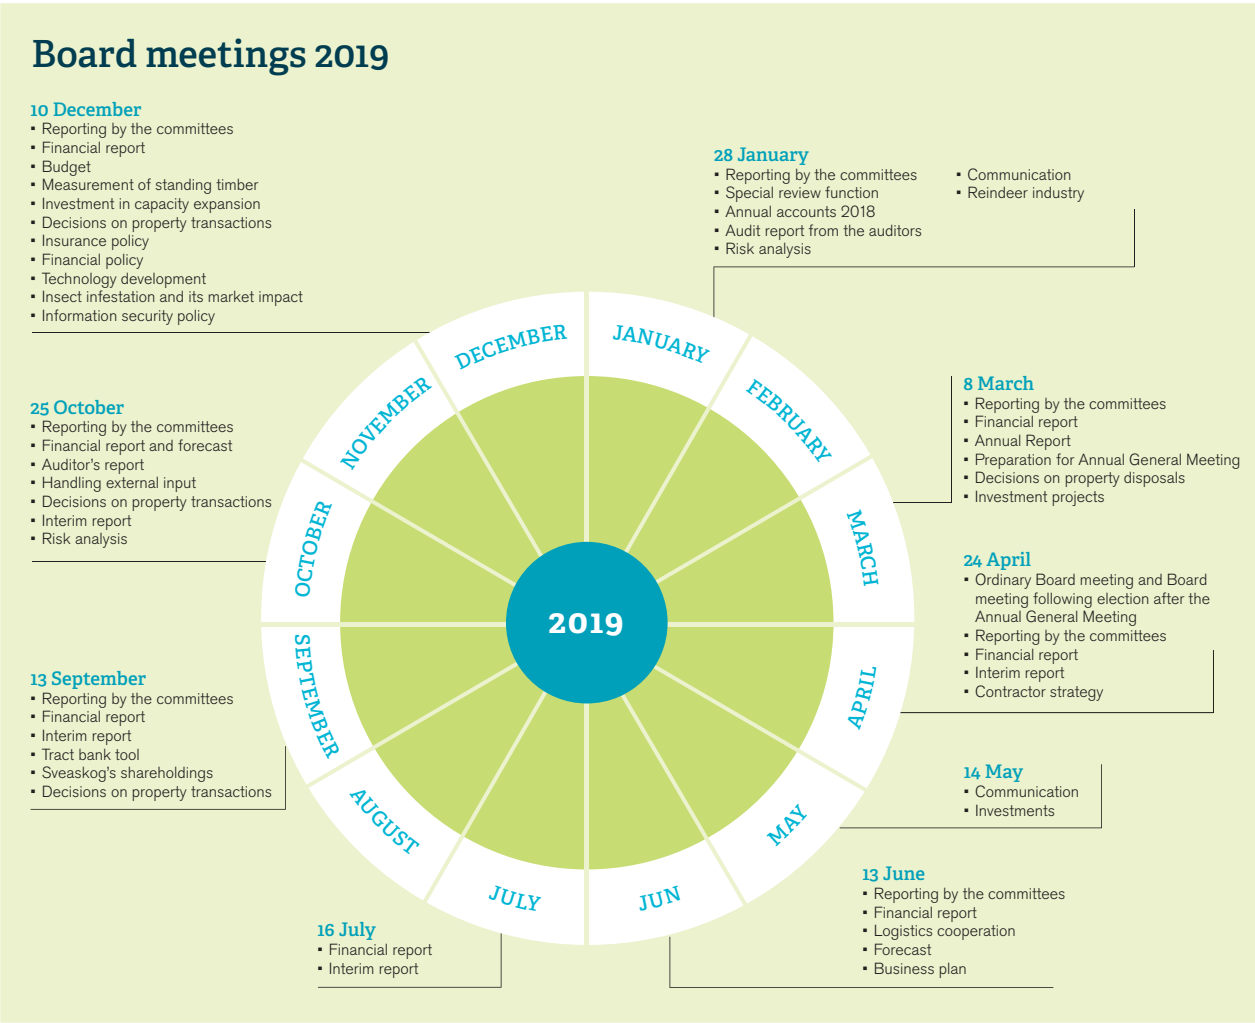 Board meetings 2019
10 December
▪ Reporting by the committees
▪ Financial report
▪ Budget
▪ Measurement of standing timber
▪ Investment in capacity expansion
▪ Decisions on property transactions
▪ Insurance policy
▪ Financial policy
▪ Technology development
▪ Insect infestation and its market impact
▪ Information security policy
28 January
▪ Reporting by the committees
▪ Special review function
▪ Annual accounts 2018
▪ Audit report from the auditors
▪ Risk analysis
▪ Communication
▪ Reindeer industry
8 March
▪ Reporting by the committees
▪ Financial report
▪ Annual Report
▪ Preparation for Annual General Meeting
▪ Decisions on property disposals
▪ Investment projects
24 April
▪ Ordinary Board meeting and Board
meeting following election after the
Annual General Meeting
▪ Reporting by the committees
▪ Financial report
▪ Interim report
▪ Contractor strategy
14 May
▪ Communication
▪ Investments
13 June
▪ Reporting by the committees
▪ Financial report
▪ Logistics cooperation
▪ Forecast
▪ Business plan
16 July
▪ Financial report
▪ Interim report
13 September
▪ Reporting by the committees
▪ Financial report
▪ Interim report
▪ Tract bank tool
▪ Sveaskog's shareholdings
▪ Decisions on property transactions
25 October
▪ Reporting by the committees
▪ Financial report and forecast
▪ Auditor's report
▪ Handling external input
▪ Decisions on property transactions
▪ Interim report
▪ Risk analysis
JANUARY
FEBRUARY
MARCH
APRIL
MAY
JUN
JULY
AUGUST
SEPTEMBER
OCTOBER
NOVEMBER
DECEMBER
2019